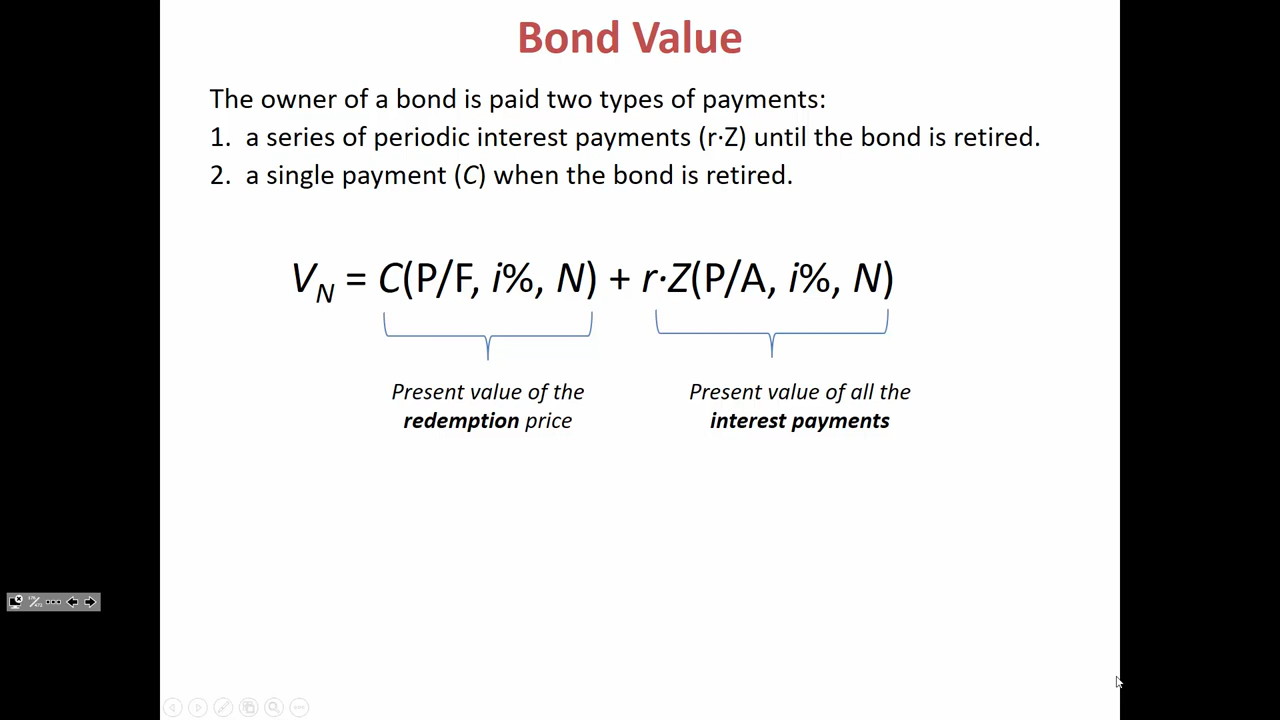 Bond Value
The owner of a bond is paid two types of payments:
1. a series of periodic interest payments (r·Z) until the bond is retired.
2. a single payment (C) when the bond is retired.
V_N = C(P/F, i%, N) + r·Z(P/A, i%, N)
Present value of the
redemption price
Present value of all the
interest payments